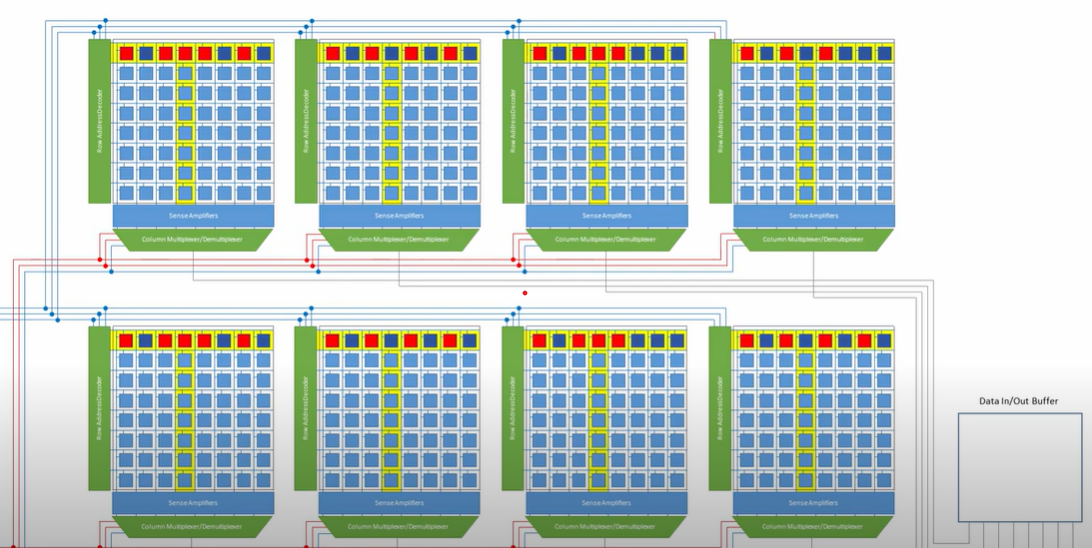 Row Address Decoder
Row Address Decoder
Row Address Decoder
Row Address Decoder
Sense Amplifiers
Sense Amplifiers
Sense Amplifiers
Sense Amplifiers
Column Multiplexer/Demultiplexer
Column Multiplexer/Demultiplexer
Column Multiplexer/Demultiplexer
Column Multiplexer/Demultiplexer
Row Address Decoder
Row Address Decoder
Row Address Decoder
Row Address Decoder
Data In/Out Buffer
Sense Amplifiers
Sense Amplifiers
Sense Amplifiers
Sense Amplifiers
Column Multiplexer/Demultiplexer
Column Multiplexer/Demultiplexer
Column Multiplexer/Demultiplexer
Column Multiplexer/Demultiplexer